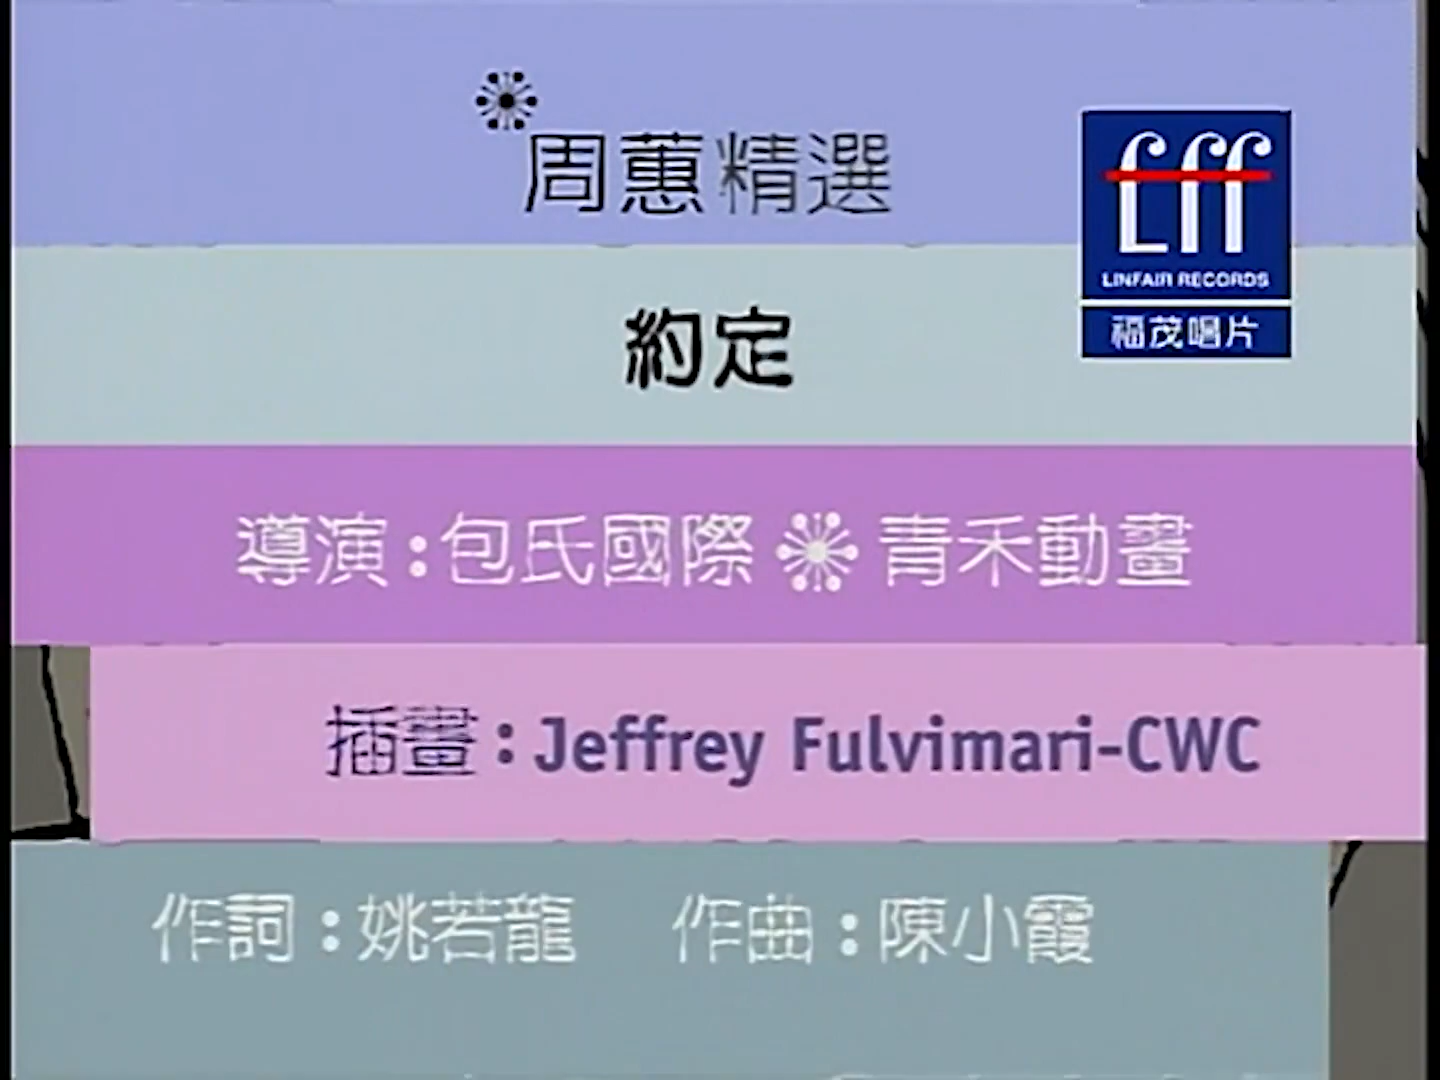 周蕙精選
Lff
LINFAIR RECORDS
福茂唱片
約定
導演:包氏國際 青禾動畫
插畫:Jeffrey Fulvimari-CWC
作詞:姚若龍 作曲:陳小霞